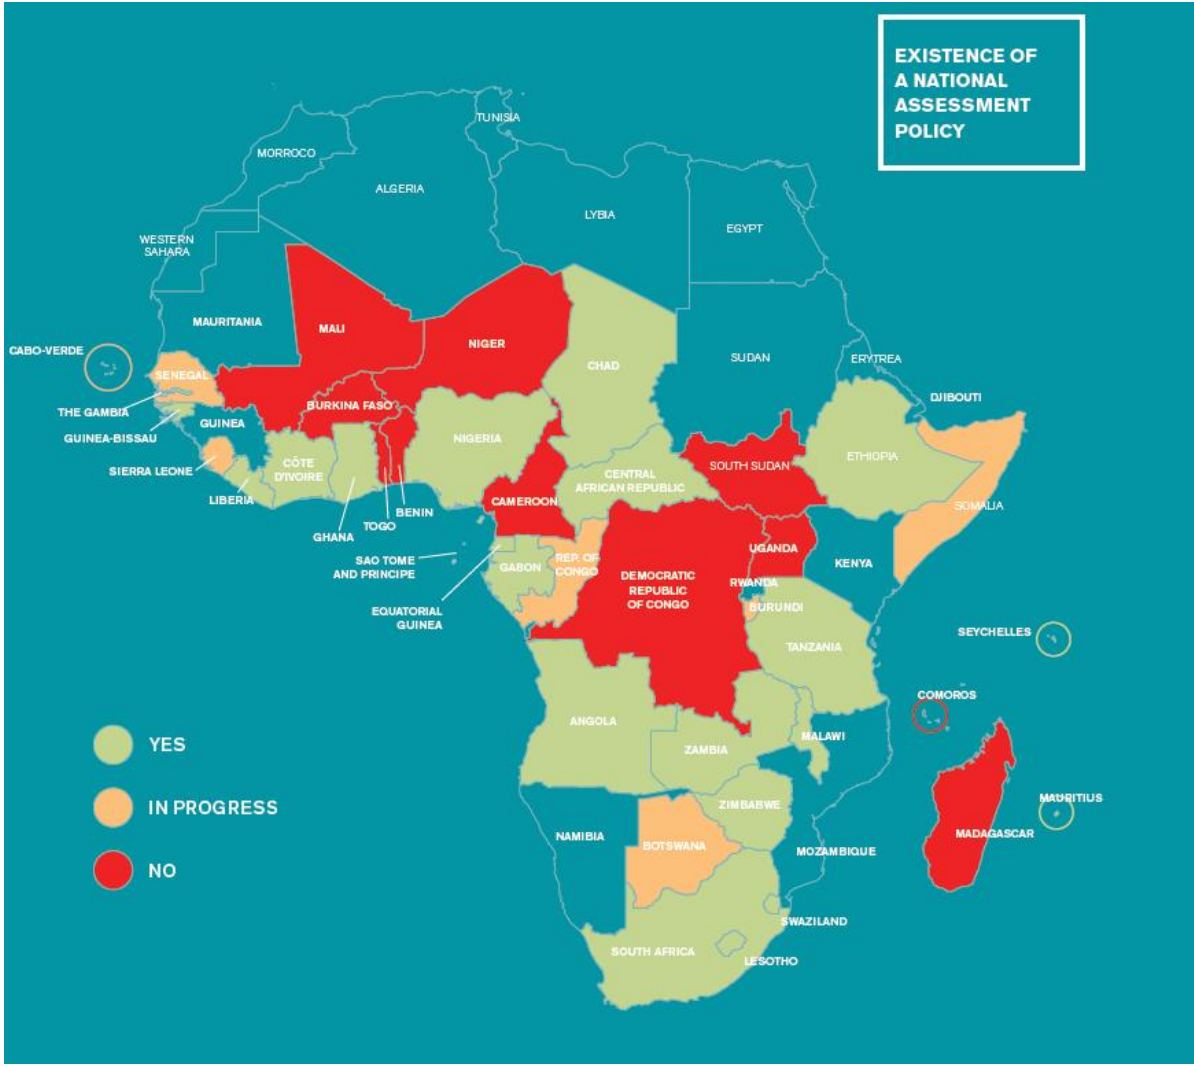 EXISTENCE OF
A NATIONAL
ASSESSMENT
POLICY
TUNISIA
MORROCO
ALGERIA
LYBIA
EGYPT
WESTERN
SAHARA
MAURITANIA
MALI
NIGER
CHAD
SUDAN
ERYTREA
CABO-VERDE
SENEGAL
THE GAMBIA
GUINEA-BISSAU
GUINEA
SIERRA LEONE
LIBERIA
CÔTE
D'IVOIRE
GHANA
BURKINA FASO
TOGO
BENIN
NIGERIA
CAMEROON
CENTRAL
AFRICAN REPUBLIC
SOUTH SUDAN
ETHIOPIA
DJIBOUTI
SOMALIA
SAO TOME
AND PRINCIPE
EQUATORIAL
GUINEA
GABON
REP. OF
CONGO
DEMOCRATIC
REPUBLIC
OF CONGO
UGANDA
KENYA
RWANDA
BURUNDI
TANZANIA
SEYCHELLES
COMOROS
ANGOLA
ZAMBIA
MALAWI
ZIMBABWE
MAURITIUS
MADAGASCAR
NAMIBIA
BOTSWANA
MOZAMBIQUE
SWAZILAND
SOUTH AFRICA
LESOTHO
YES
IN PROGRESS
NO